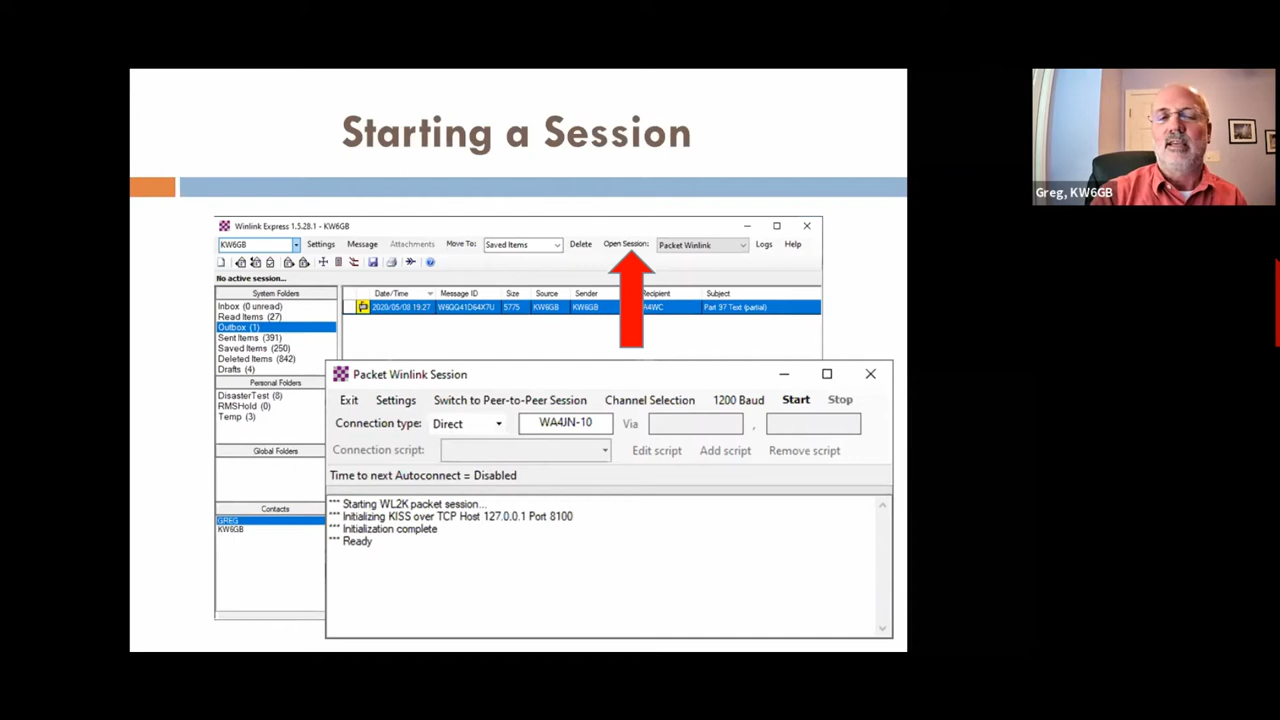 Starting a Session
Greg, KW6GB
Winlink Express 1.5.28.1 - KW6GB
KW6GB Settings Message Attachments Move To: Saved Items Delete Open Session: Packet Winlink Logs Help
No active session...
System Folders
Inbox (0 unread)
Read Items (27)
Outbox (1)
Sent Items (391)
Saved Items (250)
Deleted Items (842)
Drafts (4)
Personal Folders
DisasterTest (8)
RMSHold (0)
Temp (3)
Global Folders
Contacts
GREG
KW6GB
Date/Time Message ID Size Source Sender Recipient Subject
2020/05/08 19:27 5775 KW6GB KW6GB A4WC Part 97 Text (partial)
Packet Winlink Session
Exit Settings Switch to Peer-to-Peer Session Channel Selection 1200 Baud Start Stop
Connection type: Direct WA4JN-10 Via ,
Connection script: Edit script Add script Remove script
Time to next Autoconnect = Disabled
*** Starting WL2K packet session...
*** Initializing KISS over TCP Host 127.0.0.1 Port 8100
*** Initialization complete
*** Ready